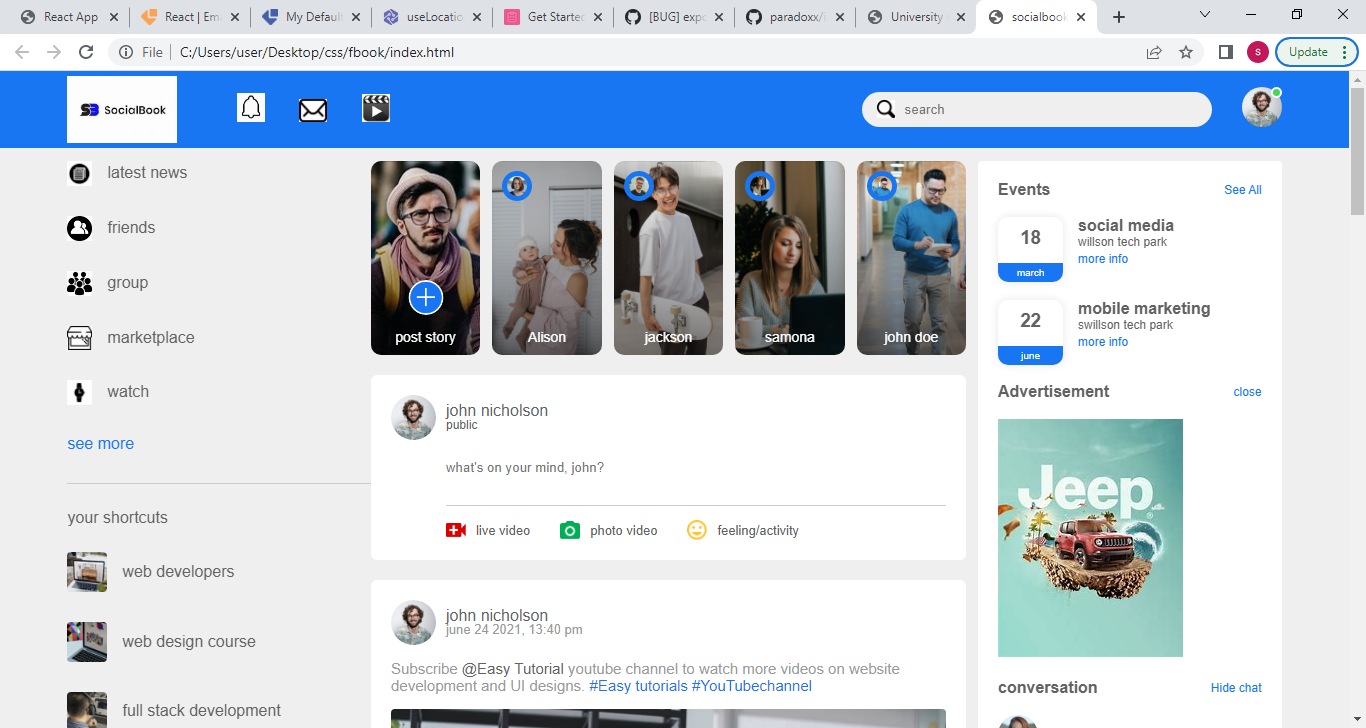 React App
React | Em
My Default
useLocatio
Get Starte
[BUG] exp
paradoxx/
University
socialbook
File
C:/Users/user/Desktop/css/fbook/index.html
S
Update
SB SocialBook
search
latest news
friends
group
marketplace
watch
see more
your shortcuts
web developers
web design course
full stack development
post story
Alison
jackson
samona
john doe
john nicholson
public
what's on your mind, john?
live video
photo video
feeling/activity
john nicholson
june 24 2021, 13:40 pm
Subscribe @Easy Tutorial youtube channel to watch more videos on website
development and UI designs. #Easy tutorials #YouTubechannel
Events
See All
18
march
social media
willson tech park
more info
22
june
mobile marketing
swillson tech park
more info
Advertisement
close
Jeep
conversation
Hide chat